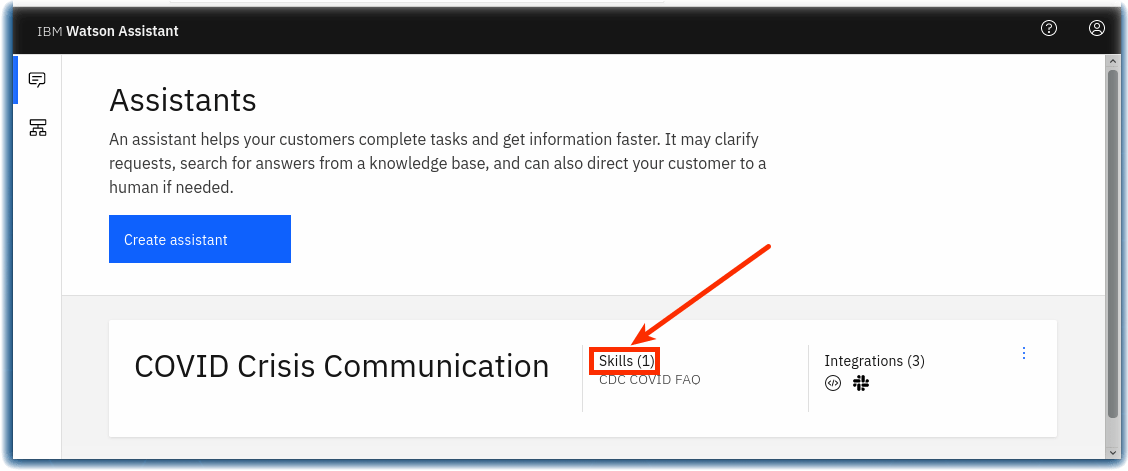 IBM Watson Assistant
Assistants
An assistant helps your customers complete tasks and get information faster. It may clarify
requests, search for answers from a knowledge base, and can also direct your customer to a
human if needed.
Create assistant
COVID Crisis Communication
Skills (1)
CDC COVID FAQ
Integrations (3)